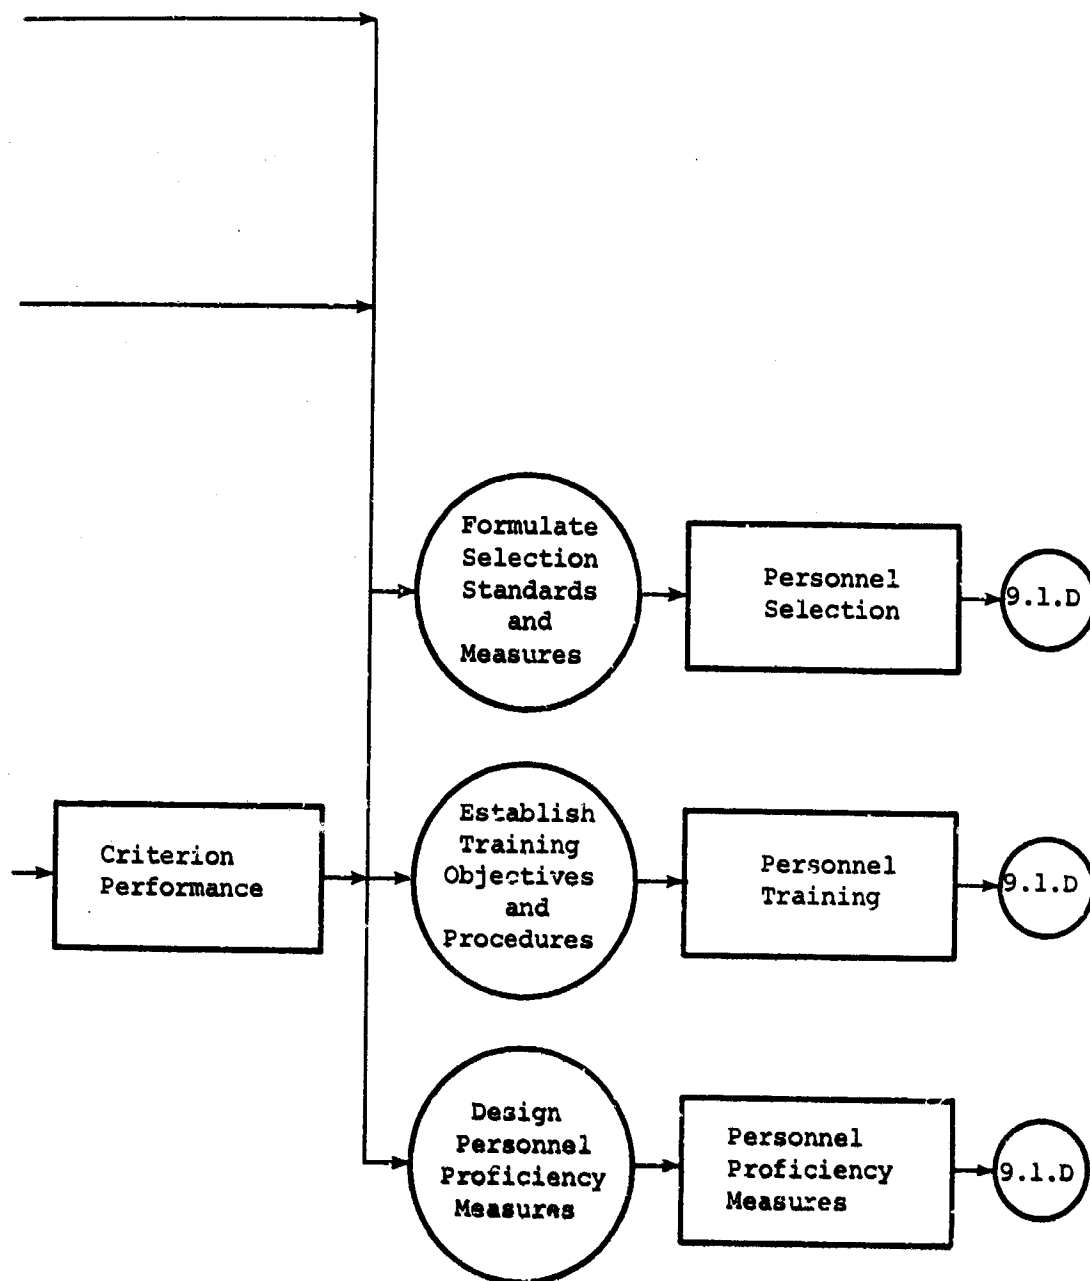 Formulate
Selection
Standards
and
Measures
Personnel
Selection
9.1.D
Criterion
Performance
Establish
Training
Objectives
and
Procedures
Personnel
Training
9.1.D
Design
Personnel
Proficiency
Measures
Personnel
Proficiency
Measures
9.1.D